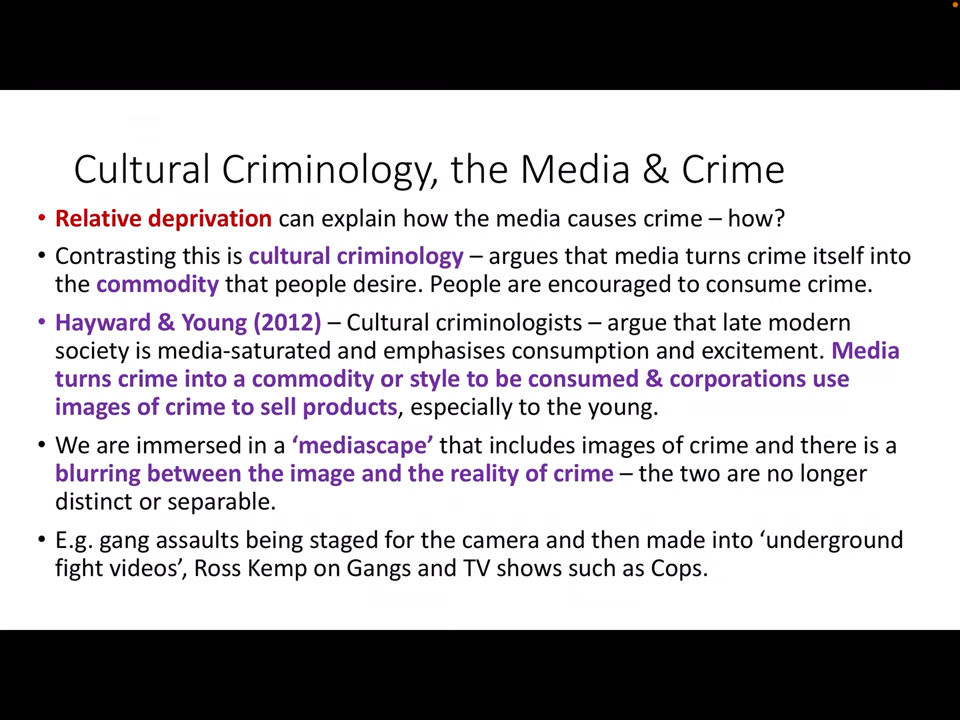 Cultural Criminology, the Media & Crime
• Relative deprivation can explain how the media causes crime – how?
• Contrasting this is cultural criminology – argues that media turns crime itself into
the commodity that people desire. People are encouraged to consume crime.
• Hayward & Young (2012) – Cultural criminologists – argue that late modern
society is media-saturated and emphasises consumption and excitement. Media
turns crime into a commodity or style to be consumed & corporations use
images of crime to sell products, especially to the young.
• We are immersed in a ‘mediascape’ that includes images of crime and there is a
blurring between the image and the reality of crime – the two are no longer
distinct or separable.
• E.g. gang assaults being staged for the camera and then made into ‘underground
fight videos’, Ross Kemp on Gangs and TV shows such as Cops.